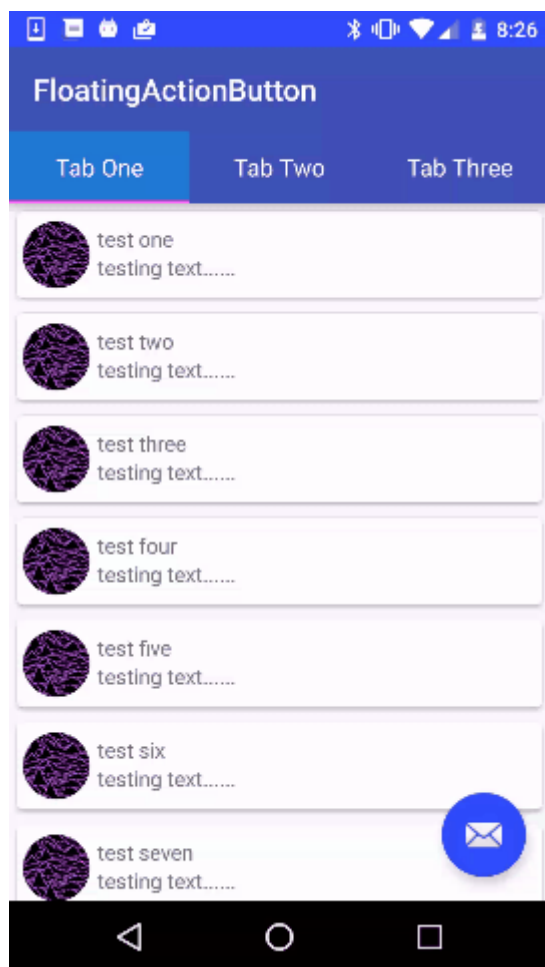 8:26
FloatingActionButton
Tab One Tab Two Tab Three
test one
testing text......
test two
testing text......
test three
testing text......
test four
testing text......
test five
testing text......
test six
testing text......
test seven
testing text......